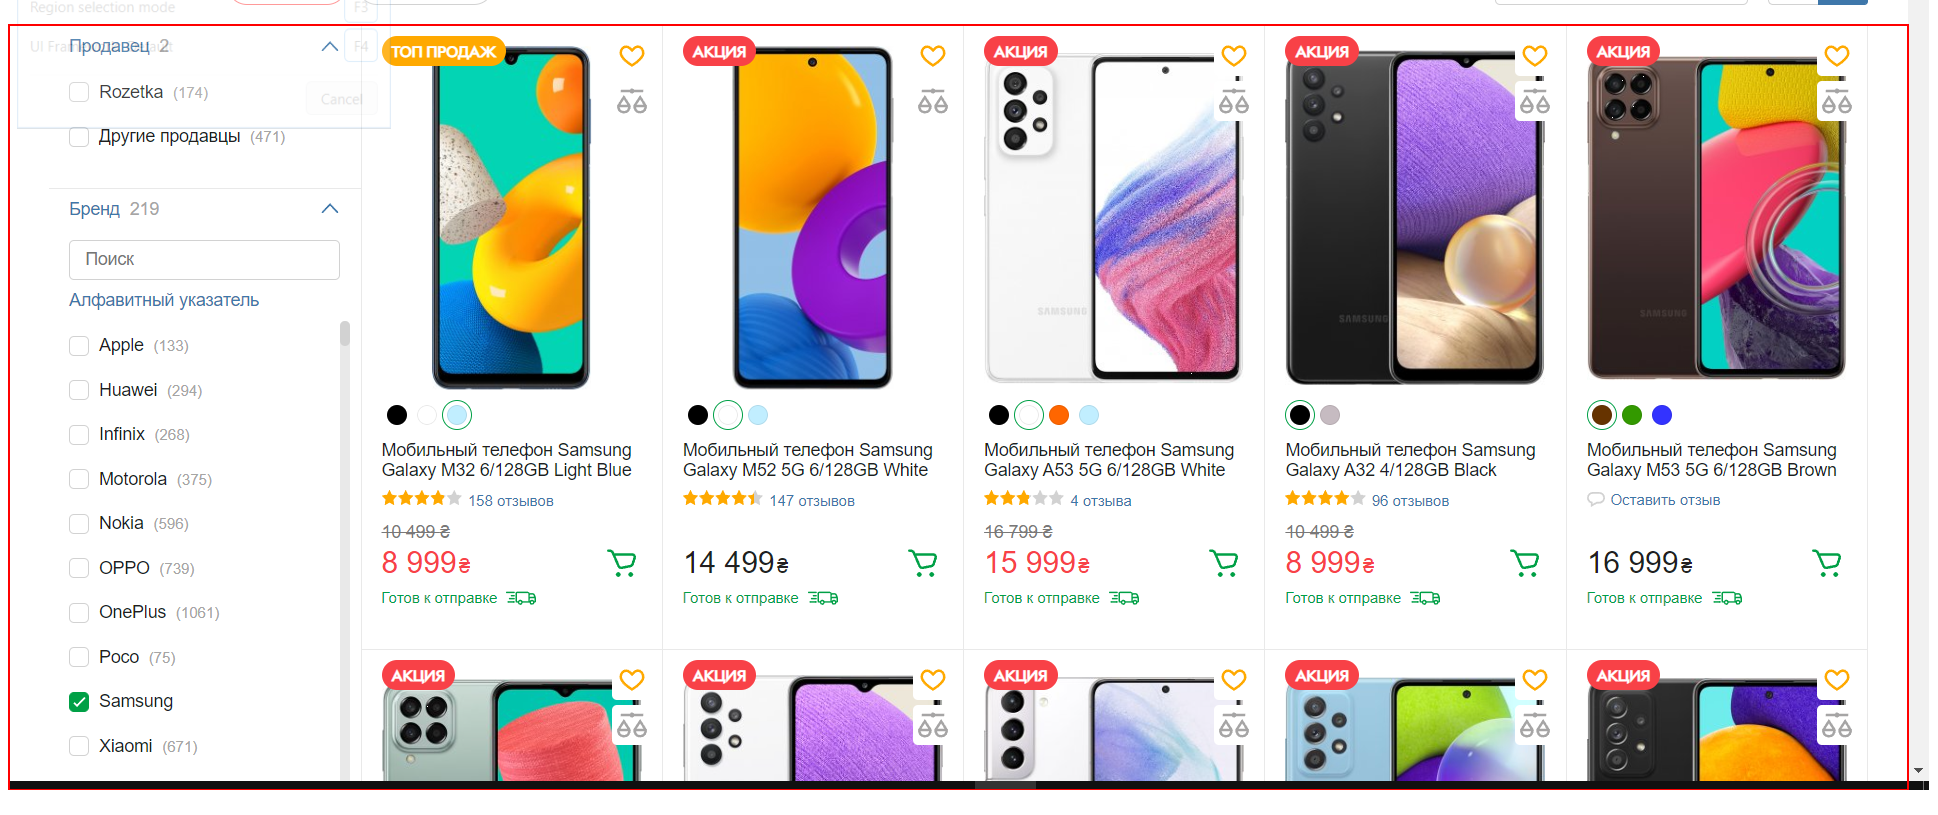 Region selection mode
F3
F4
Cancel
Продавец 2
Rozetka (174)
Другие продавцы (471)
Бренд 219
Поиск
Алфавитный указатель
Apple (133)
Huawei (294)
Infinix (268)
Motorola (375)
Nokia (596)
OPPO (739)
OnePlus (1061)
Poco (75)
Samsung
Xiaomi (671)
ТОП ПРОДАЖ
Мобильный телефон Samsung
Galaxy M32 6/128GB Light Blue
158 отзывов
10 499 ₴
8 999₴
Готов к отправке
АКЦИЯ
Мобильный телефон Samsung
Galaxy M52 5G 6/128GB White
147 отзывов
14 499₴
Готов к отправке
АКЦИЯ
SAMSUNG
Мобильный телефон Samsung
Galaxy A53 5G 6/128GB White
4 отзыва
16 799 ₴
15 999₴
Готов к отправке
АКЦИЯ
SAMSUNG
Мобильный телефон Samsung
Galaxy A32 4/128GB Black
96 отзывов
10 499 ₴
8 999₴
Готов к отправке
АКЦИЯ
SAMSUNG
Мобильный телефон Samsung
Galaxy M53 5G 6/128GB Brown
Оставить отзыв
16 999₴
Готов к отправке
АКЦИЯ
АКЦИЯ
АКЦИЯ
АКЦИЯ
АКЦИЯ